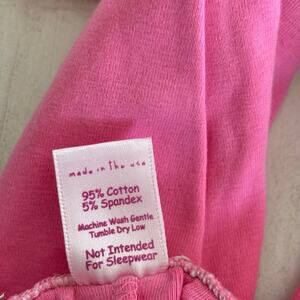 made in the usa
95% Cotton
5% Spandex
Machine Wash Gentle
Tumble Dry Low
Not Intended
For Sleepwear